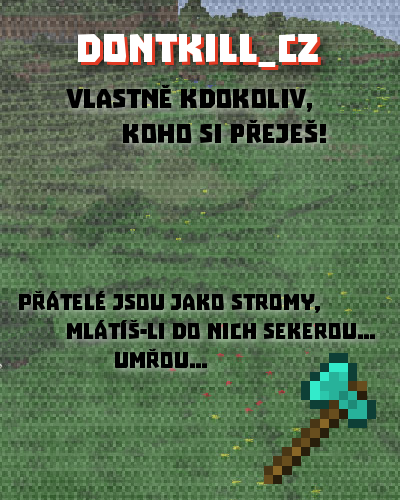 DONTKILL_CZ
VLASTNĚ KDOKOLIV,
KOHO SI PŘEJEŠ!
PŘÁTELÉ JSOU JAKO STROMY,
MLÁTÍŠ-LI DO NICH SEKEROU...
UMŘOU...